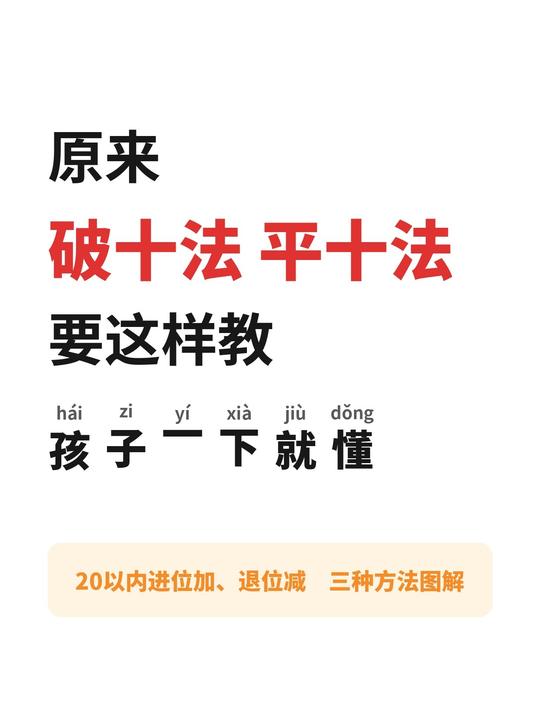 原来
破十法 平十法
要这样教
hái zi yí xià jiù dǒng
孩子一下就懂
20以内进位加、退位减 三种方法图解